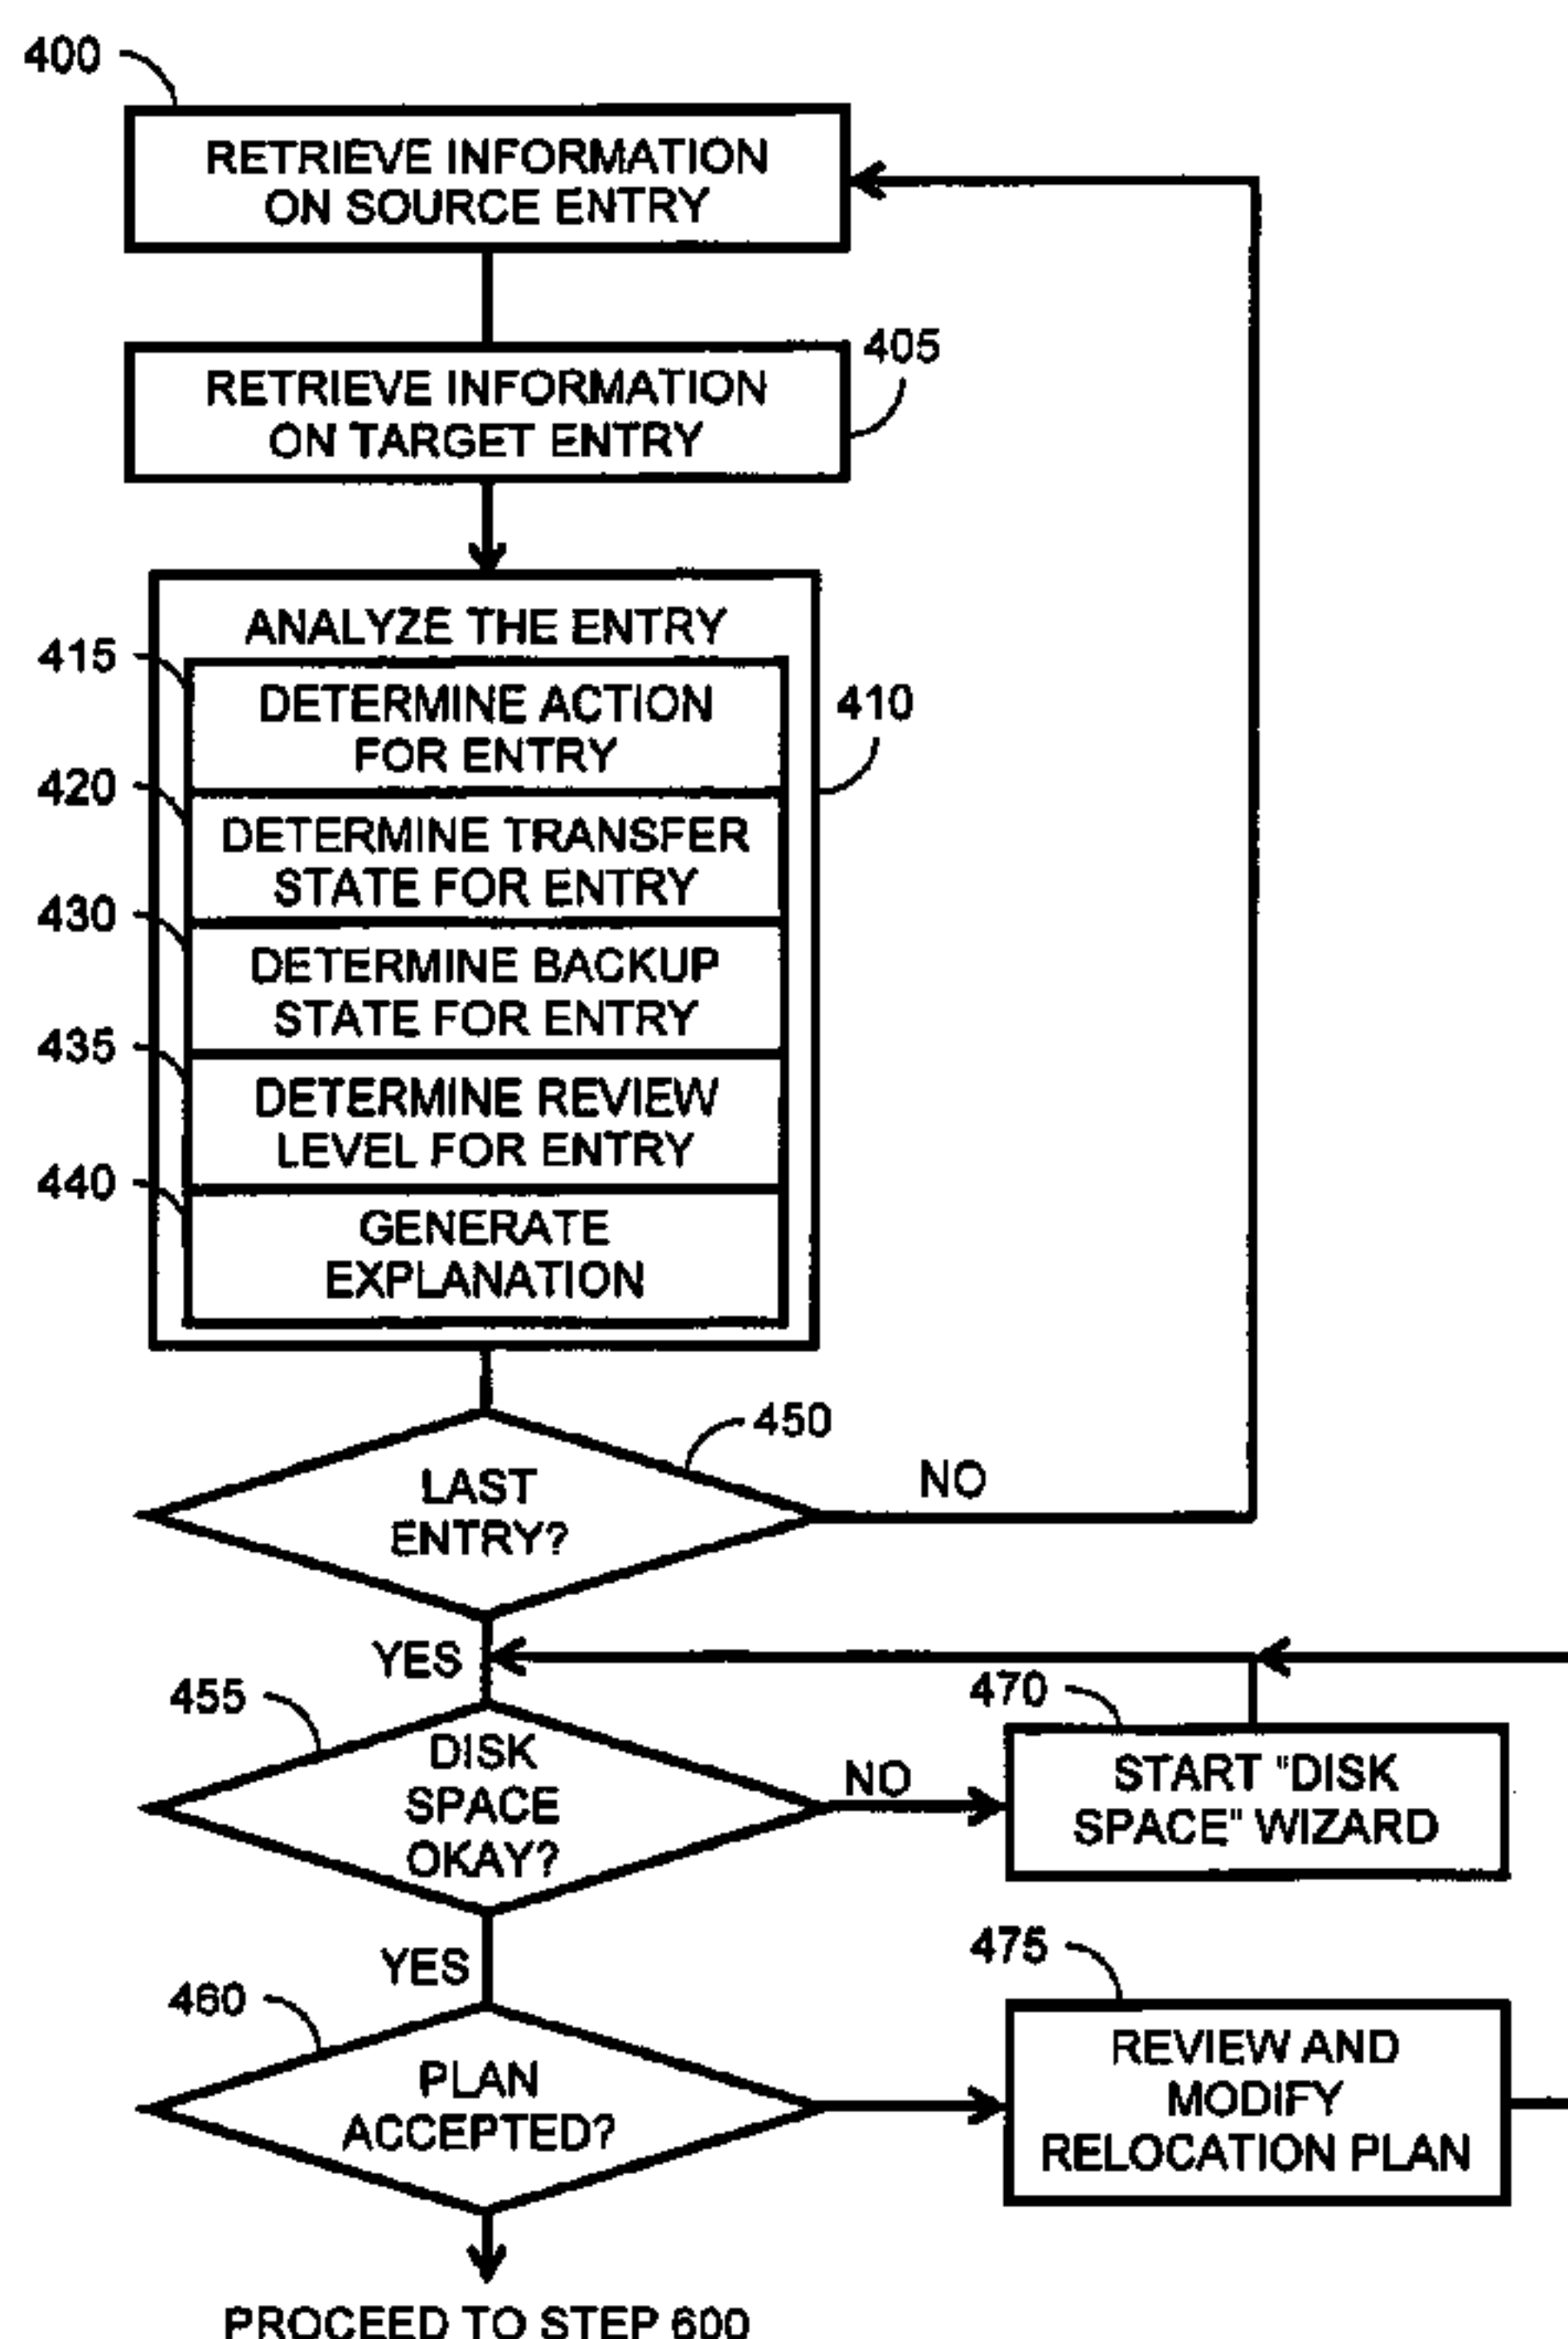 400
RETRIEVE INFORMATION
ON SOURCE ENTRY
405
RETRIEVE INFORMATION
ON TARGET ENTRY
ANALYZE THE ENTRY
415
DETERMINE ACTION
FOR ENTRY
410
420
DETERMINE TRANSFER
STATE FOR ENTRY
430
DETERMINE BACKUP
STATE FOR ENTRY
435
DETERMINE REVIEW
LEVEL FOR ENTRY
440
GENERATE
EXPLANATION
450
LAST
ENTRY?
NO
YES
455
DISK
SPACE
OKAY?
NO
470
START "DISK
SPACE" WIZARD
YES
460
PLAN
ACCEPTED?
475
REVIEW AND
MODIFY
RELOCATION PLAN
PROCEED TO STEP 600